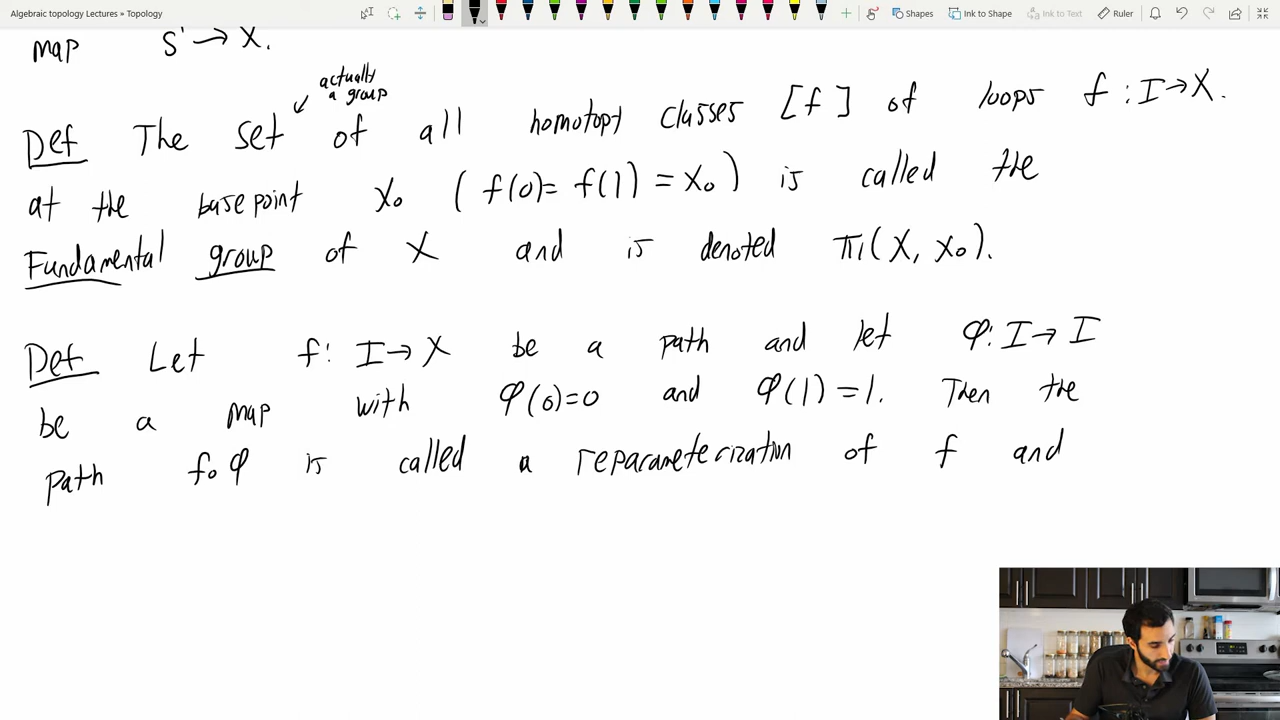 Algebraic topology Lectures » Topology
Shapes Ink to Shape Ink to Text Ruler
map S¹ → X.
actually
a group
Def The set of all homotopy classes [f] of loops f: I → X.
at the basepoint x₀ (f(0) = f(1) = x₀) is called the
Fundamental group of X and is denoted π₁(X, x₀).
Def Let f: I → X be a path and let φ: I → I
be a map with φ(0)=0 and φ(1)=1. Then the
path f∘φ is called a reparameterization of f and